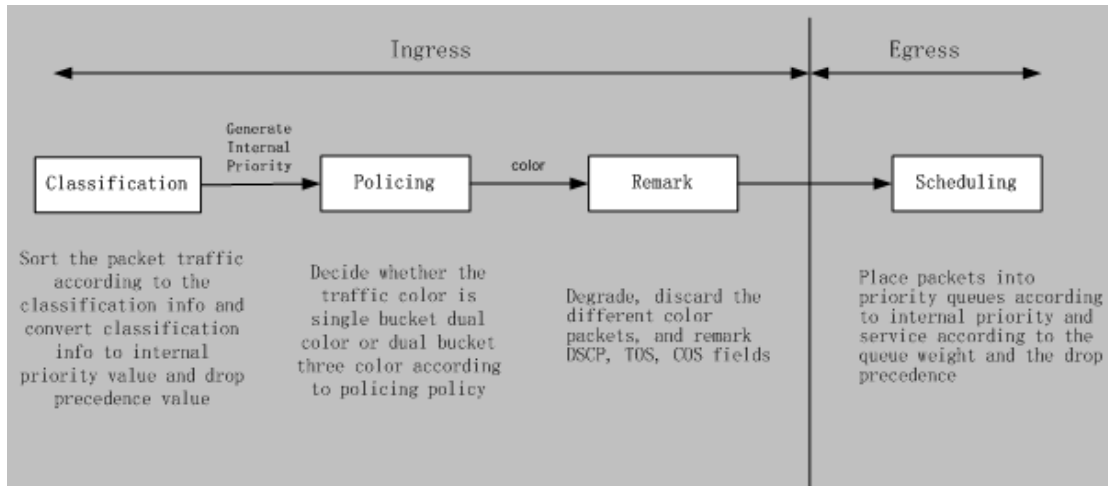 Ingress
Egress
Generate
Internal
Priority
color
Classification
Policing
Remark
Scheduling
Sort the packet traffic
according to the
classification info and
convert classification
info to internal
priority value and drop
precedence value
Decide whether the
traffic color is
single bucket dual
color or dual bucket
three color according
to policing policy
Degrade, discard the
different color
packets, and remark
DSCP, TOS, COS fields
Place packets into
priority queues according
to internal priority and
service according to the
queue weight and the drop
precedence